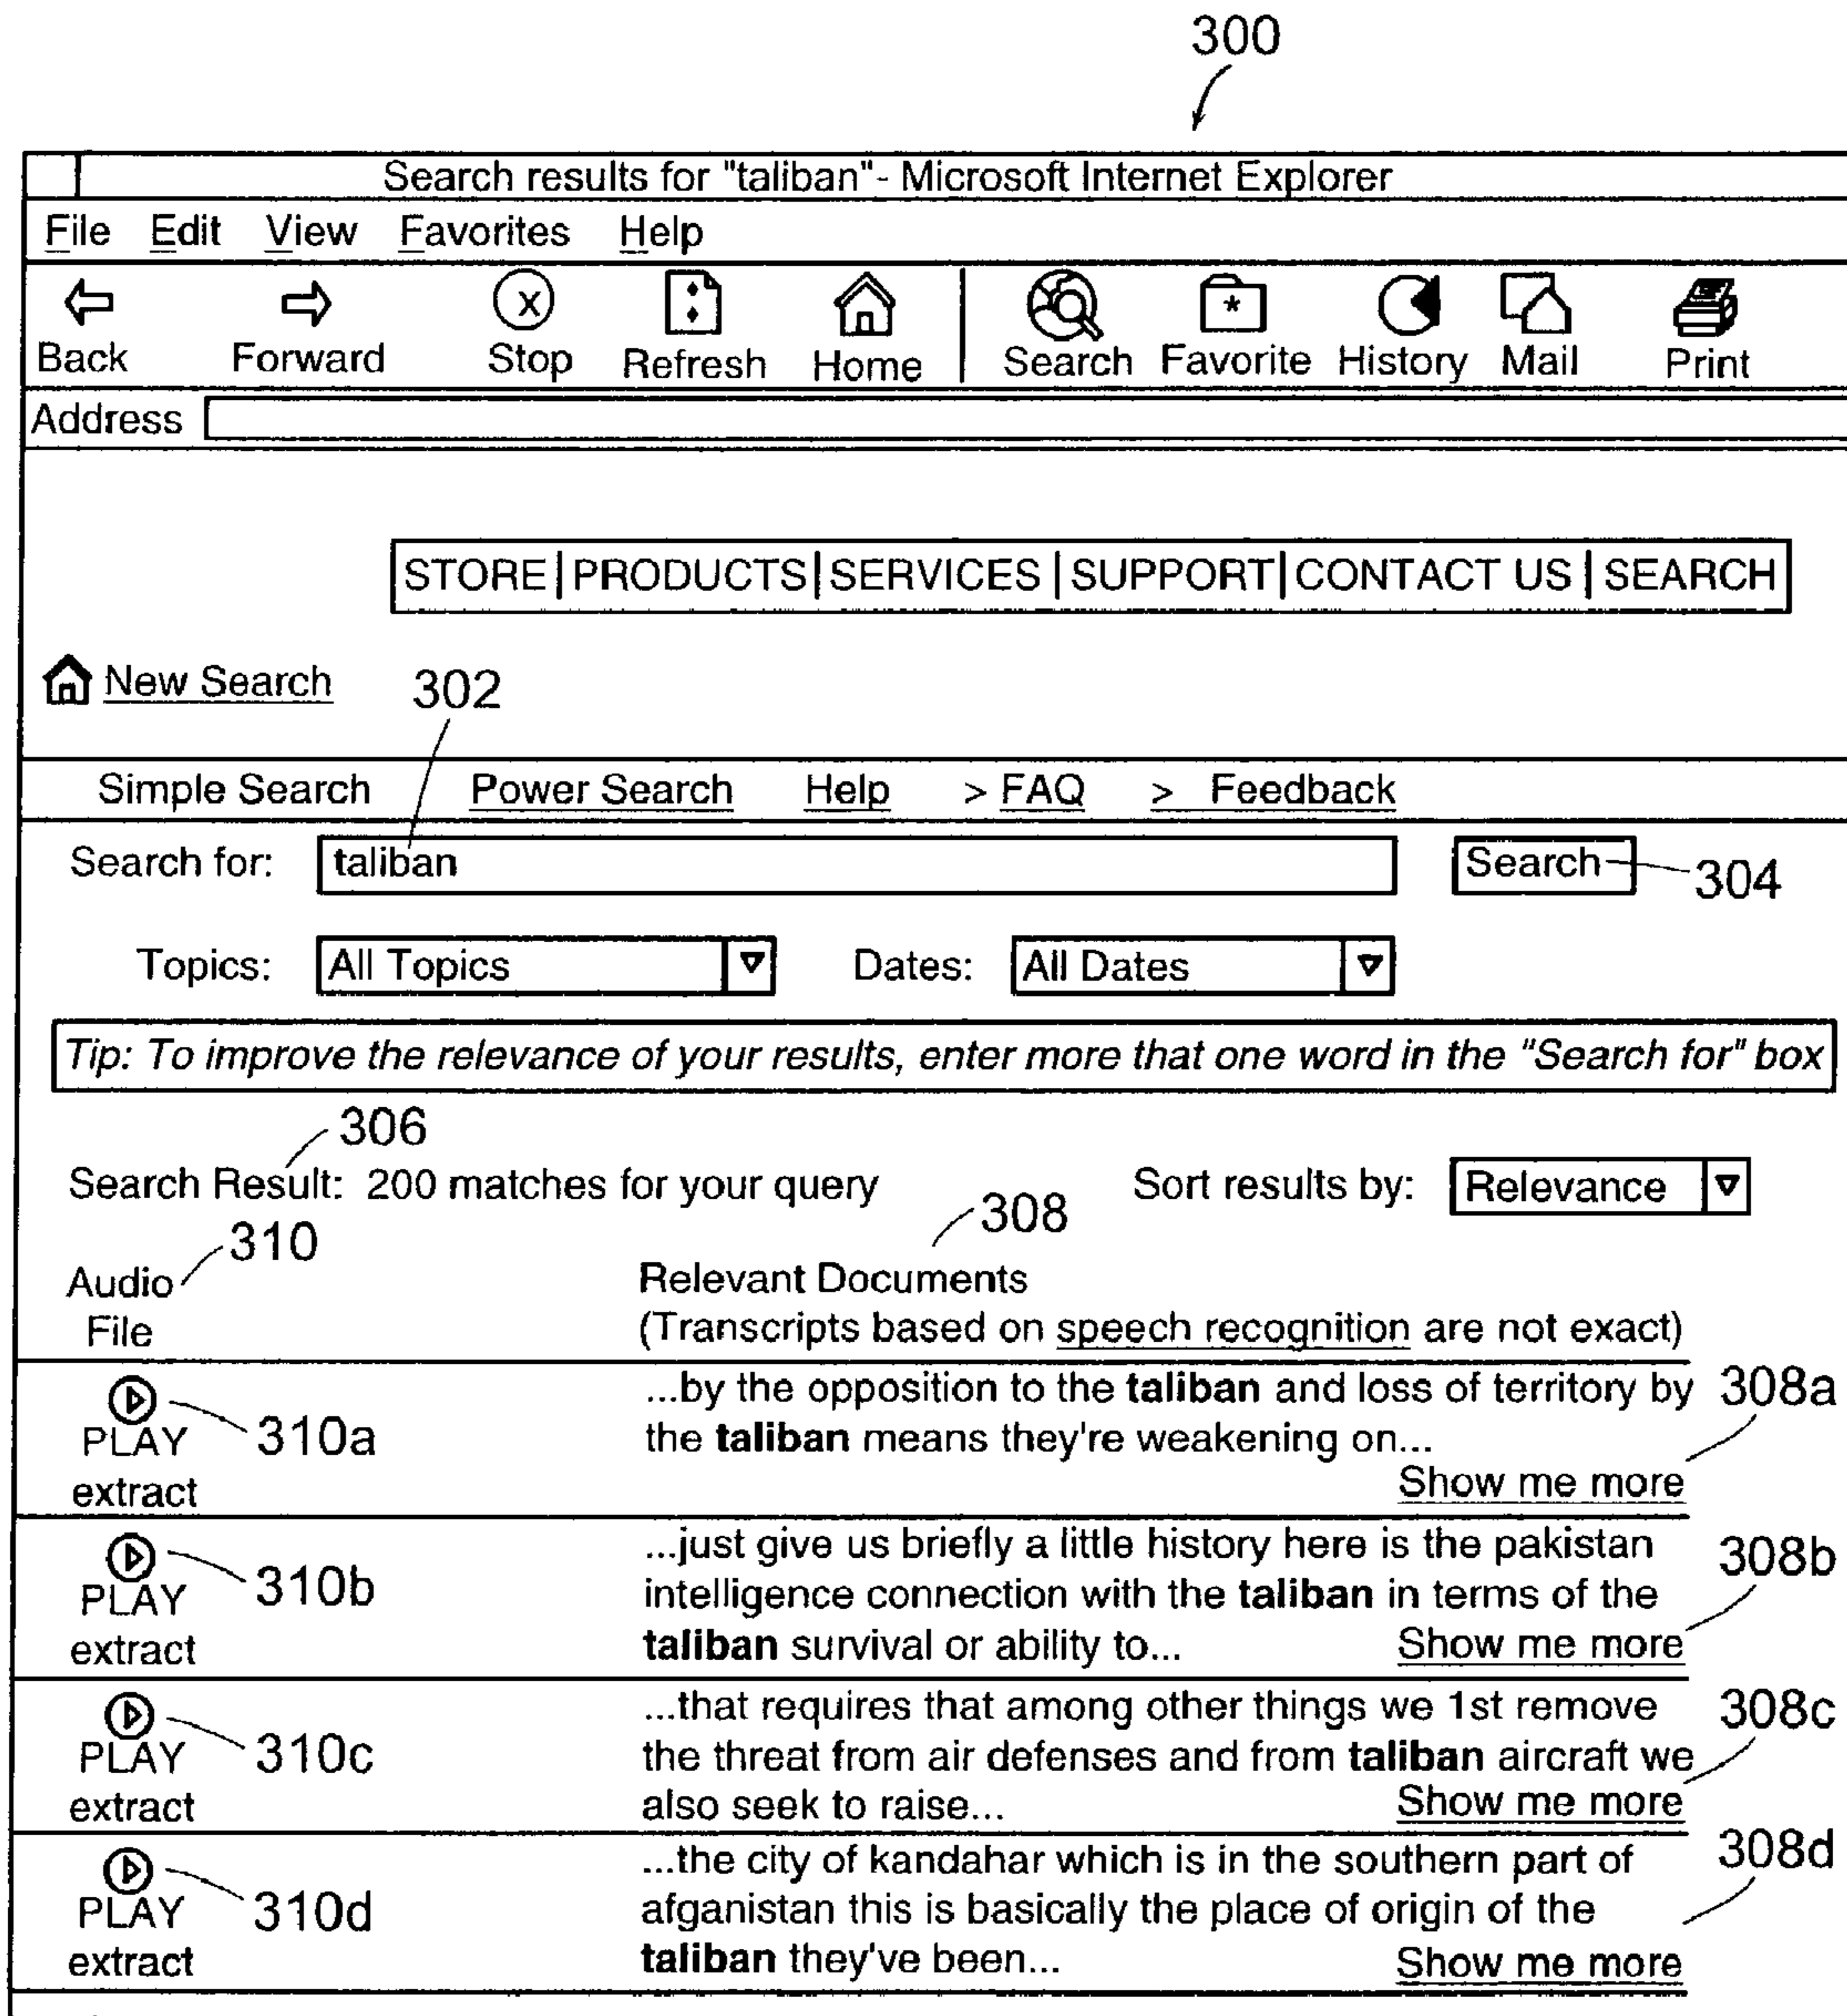 300
Search results for "taliban"- Microsoft Internet Explorer
File Edit View Favorites Help
Back Forward Stop Refresh Home Search Favorite History Mail Print
Address
STORE | PRODUCTS | SERVICES | SUPPORT | CONTACT US | SEARCH
New Search 302
Simple Search Power Search Help > FAQ > Feedback
Search for: taliban Search 304
Topics: All Topics Dates: All Dates
Tip: To improve the relevance of your results, enter more that one word in the "Search for" box
306
Search Result: 200 matches for your query Sort results by: Relevance
310 308
Audio Relevant Documents
File (Transcripts based on speech recognition are not exact)
...by the opposition to the taliban and loss of territory by 308a
PLAY 310a the taliban means they're weakening on...
extract Show me more
...just give us briefly a little history here is the pakistan 308b
PLAY 310b intelligence connection with the taliban in terms of the
extract taliban survival or ability to... Show me more
...that requires that among other things we 1st remove 308c
PLAY 310c the threat from air defenses and from taliban aircraft we
extract also seek to raise... Show me more
...the city of kandahar which is in the southern part of 308d
PLAY 310d afganistan this is basically the place of origin of the
extract taliban they've been... Show me more